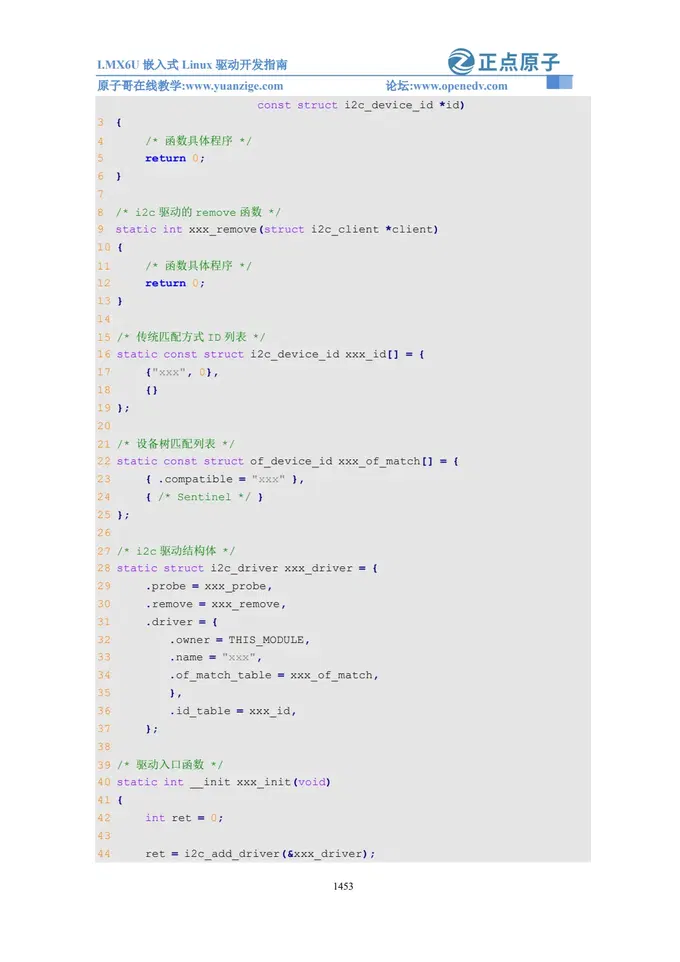 I.MX6U 嵌入式 Linux 驱动开发指南
正点原子
原子哥在线教学:www.yuanzige.com 论坛:www.openedv.com
const struct i2c_device_id *id)
3 {
4 /* 函数具体程序 */
5 return 0;
6 }
7
8 /* i2c 驱动的 remove 函数 */
9 static int xxx_remove(struct i2c_client *client)
10 {
11 /* 函数具体程序 */
12 return 0;
13 }
14
15 /* 传统匹配方式 ID 列表 */
16 static const struct i2c_device_id xxx_id[] = {
17 {"xxx", 0},
18 {}
19 };
20
21 /* 设备树匹配列表 */
22 static const struct of_device_id xxx_of_match[] = {
23 { .compatible = "xxx" },
24 { /* Sentinel */ }
25 };
26
27 /* i2c 驱动结构体 */
28 static struct i2c_driver xxx_driver = {
29 .probe = xxx_probe,
30 .remove = xxx_remove,
31 .driver = {
32 .owner = THIS_MODULE,
33 .name = "xxx",
34 .of_match_table = xxx_of_match,
35 },
36 .id_table = xxx_id,
37 };
38
39 /* 驱动入口函数 */
40 static int __init xxx_init(void)
41 {
42 int ret = 0;
43
44 ret = i2c_add_driver(&xxx_driver);
1453